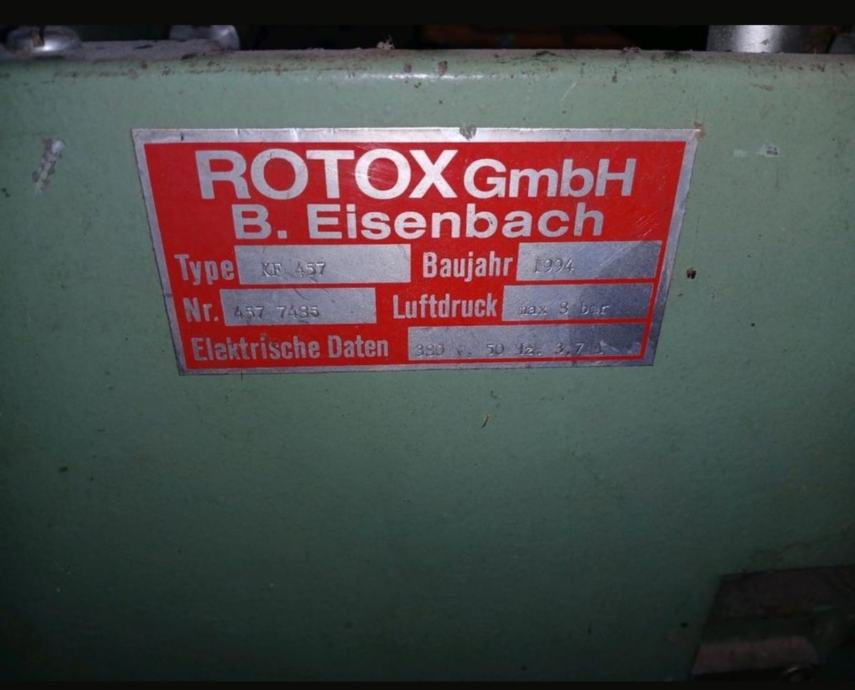 ROTOX GmbH
B. Eisenbach
Type KF 457 Baujahr 1994
Nr. 457 7485 Luftdruck max 8 bar
Elektrische Daten 380 V, 50 Hz, 3,7 A